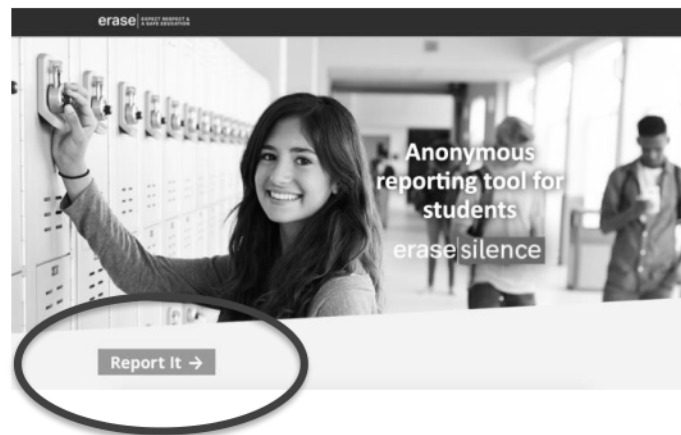 erase EXPECT RESPECT &
A SAFE EDUCATION
Anonymous
reporting tool for
students
erase silence
Report It →